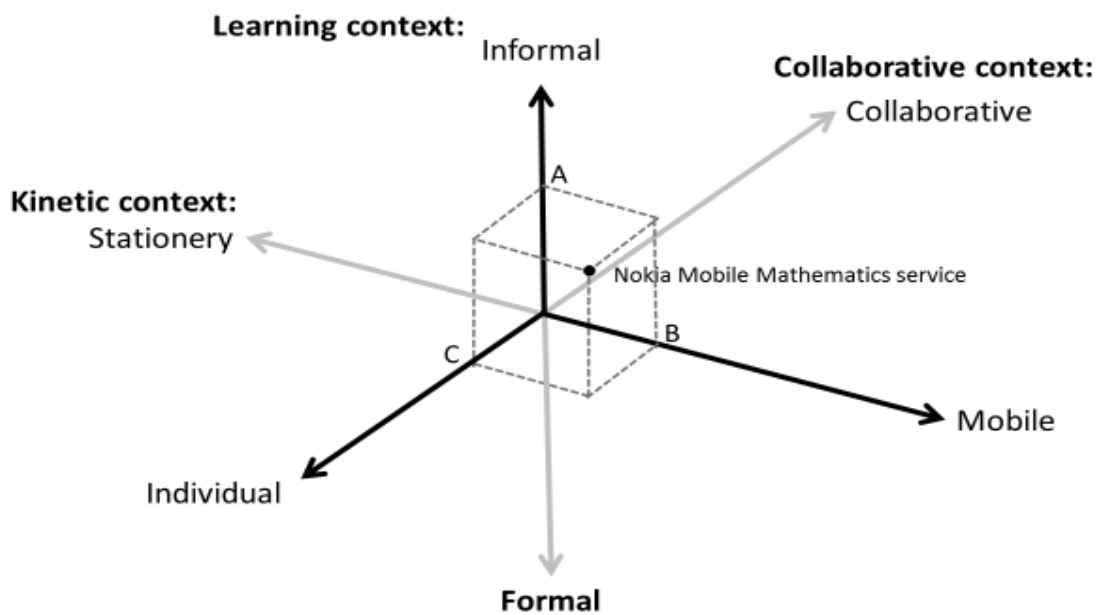 Learning context:
Informal
Collaborative context:
Collaborative
A
Kinetic context:
Stationery
Nokia Mobile Mathematics service
B
C
Mobile
Individual
Formal